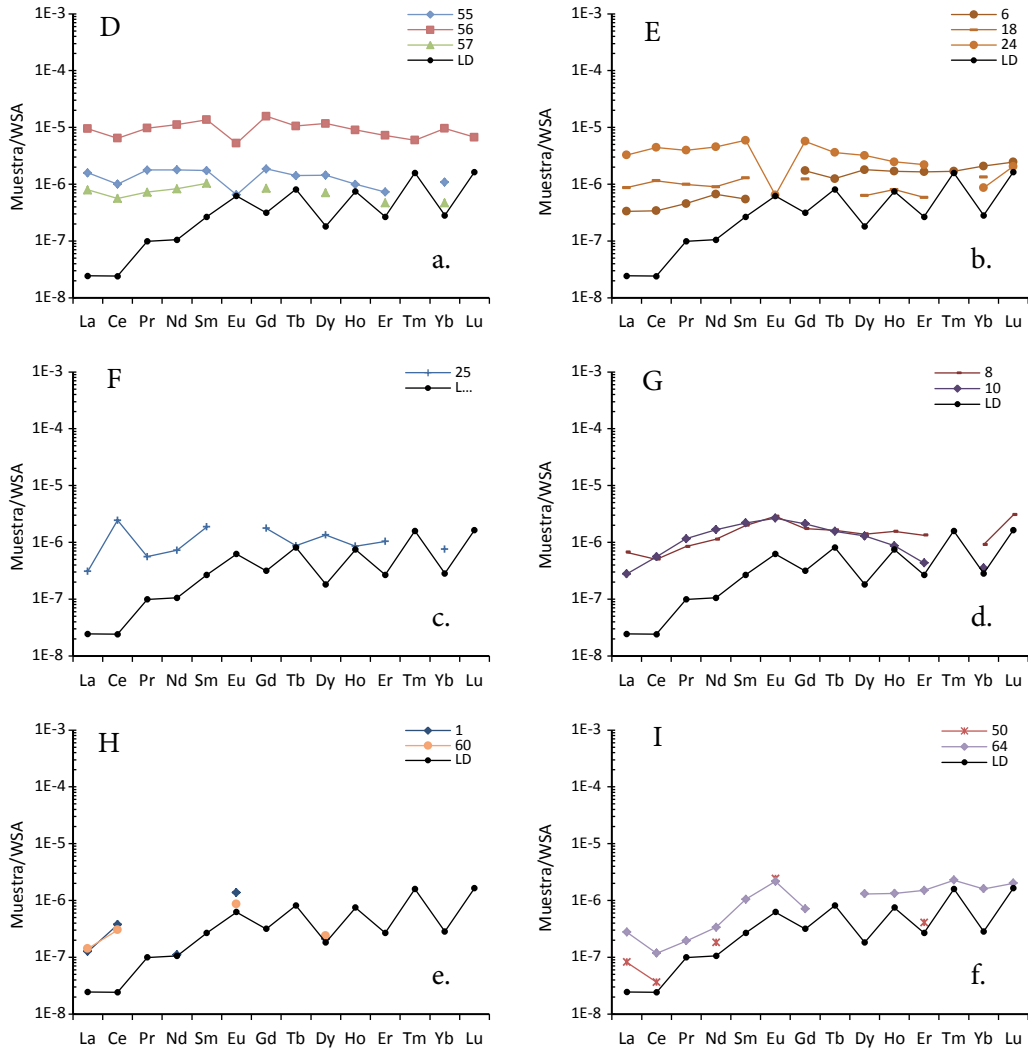 D
55
56
57
LD
1E-3
1E-4
1E-5
1E-6
1E-7
1E-8
Muestra/WSA
a.
La Ce Pr Nd Sm Eu Gd Tb Dy Ho Er Tm Yb Lu
E
6
18
24
LD
1E-3
1E-4
1E-5
1E-6
1E-7
1E-8
Muestra/WSA
b.
La Ce Pr Nd Sm Eu Gd Tb Dy Ho Er Tm Yb Lu
F
25
L...
1E-3
1E-4
1E-5
1E-6
1E-7
1E-8
Muestra/WSA
c.
La Ce Pr Nd Sm Eu Gd Tb Dy Ho Er Tm Yb Lu
G
8
10
LD
1E-3
1E-4
1E-5
1E-6
1E-7
1E-8
Muestra/WSA
d.
La Ce Pr Nd Sm Eu Gd Tb Dy Ho Er Tm Yb Lu
H
1
60
LD
1E-3
1E-4
1E-5
1E-6
1E-7
1E-8
Muestra/WSA
e.
La Ce Pr Nd Sm Eu Gd Tb Dy Ho Er Tm Yb Lu
I
50
64
LD
1E-3
1E-4
1E-5
1E-6
1E-7
1E-8
Muestra/WSA
f.
La Ce Pr Nd Sm Eu Gd Tb Dy Ho Er Tm Yb Lu